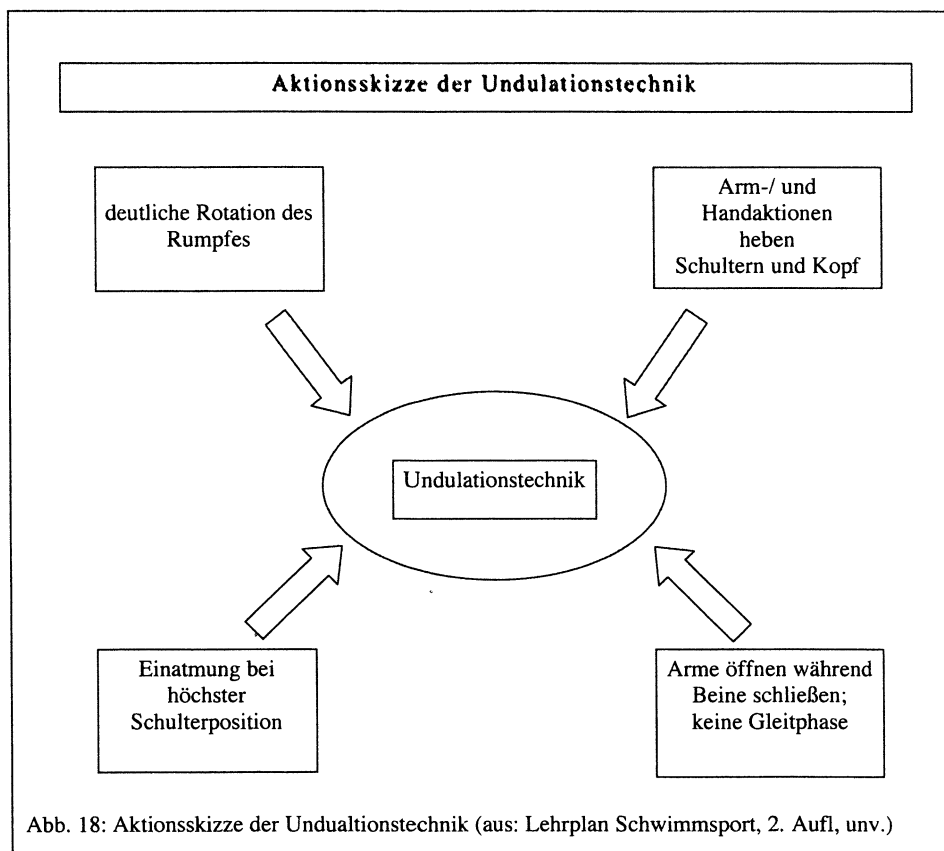 Aktionsskizze der Undulationstechnik
deutliche Rotation des
Rumpfes
Arm-/ und
Handaktionen
heben
Schultern und Kopf
Undulationstechnik
Einatmung bei
höchster
Schulterposition
Arme öffnen während
Beine schließen;
keine Gleitphase
Abb. 18: Aktionsskizze der Undualtionstechnik (aus: Lehrplan Schwimmsport, 2. Aufl, unv.)